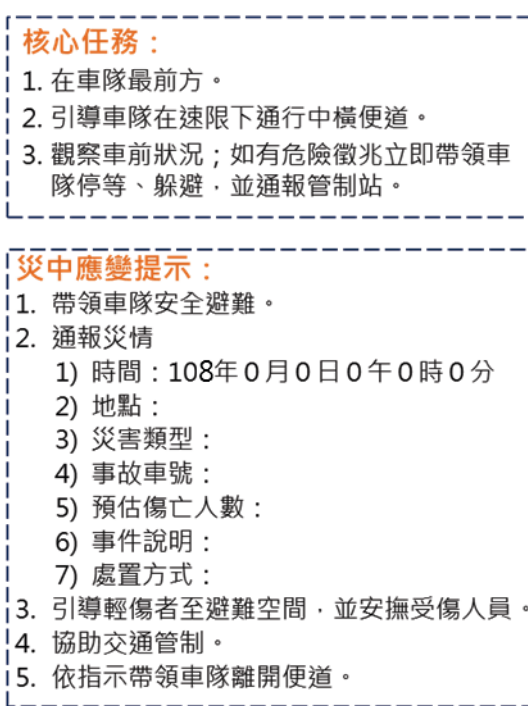 核心任務：
1. 在車隊最前方。
2. 引導車隊在速限下通行中橫便道。
3. 觀察車前狀況；如有危險徵兆立即帶領車
隊停等、躲避，並通報管制站。
災中應變提示：
1. 帶領車隊安全避難。
2. 通報災情
1) 時間：108年０月０日０午０時０分
2) 地點：
3) 災害類型：
4) 事故車號：
5) 預估傷亡人數：
6) 事件說明：
7) 處置方式：
3. 引導輕傷者至避難空間，並安撫受傷人員。
4. 協助交通管制。
5. 依指示帶領車隊離開便道。